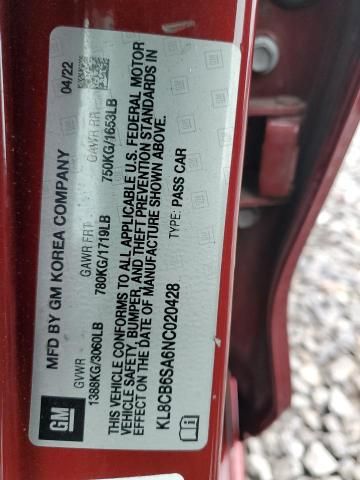 MFD BY GM KOREA COMPANY 04/22
GVWR GAWR FRT GAWR RR
1388KG/3060LB 780KG/1719LB 750KG/1653LB
THIS VEHICLE CONFORMS TO ALL APPLICABLE U.S. FEDERAL MOTOR
VEHICLE SAFETY, BUMPER, AND THEFT PREVENTION STANDARDS IN
EFFECT ON THE DATE OF MANUFACTURE SHOWN ABOVE.
KL8CB6SA6NC020428 TYPE: PASS CAR
GM